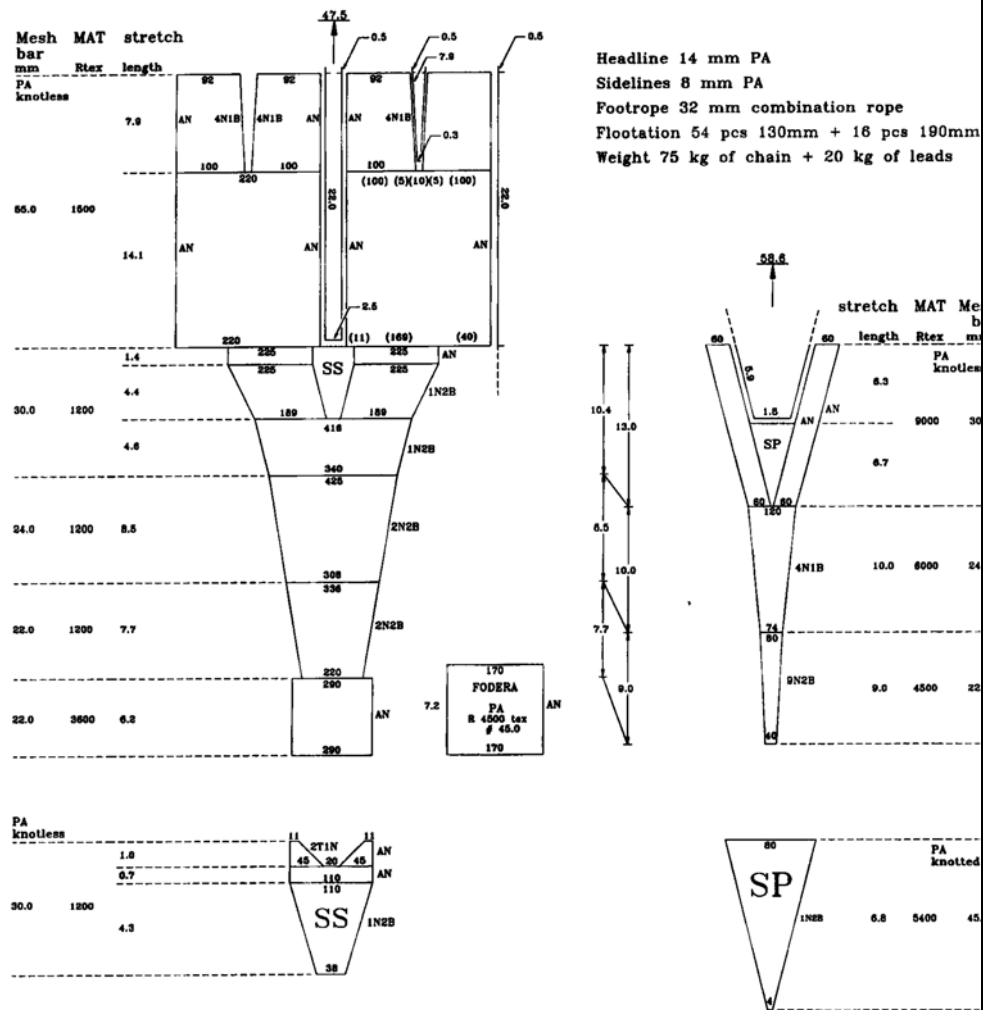 47.5
Mesh MAT stretch
bar
mm Rtex length
PA
knotless
0.5 0.5 0.5
7.9
Headline 14 mm PA
Sidelines 8 mm PA
Footrope 32 mm combination rope
Flootation 54 pcs 130mm + 16 pcs 190mm
Weight 75 kg of chain + 20 kg of leads
92 92 92
7.9 AN 4N1B 4N1B AN AN 4N1B AN
0.3
100 100 100
220 (100) (5)(10)(5) (100)
22.0 22.0
1500
14.1 AN AN AN AN
2.5
220 (11) (169) (40)
58.6
stretch MAT
length Rtex
PA
1.4 225 225 AN
SS
225 225
4.4 1N2B
30.0 1200
189 189
416
4.6 1N2B
340
425
24.0 1200 8.5 2N2B
308
336
22.0 1200 7.7 2N2B
220
290
22.0 3600 6.2 AN
290
170
FODERA
7.2 PA AN
R 4500 tex
# 45.0
170
10.4 13.0
8.5 10.0
7.7 9.0
60 60
5.9 6.3
1.5
AN AN 9000 30
SP
6.7
60 60
120
4N1B 10.0 6000 24
74
80
9N2B 9.0 4500 22
40
PA
knotless
11 11
2T1N
45 20 45 AN
0.7 AN
110
110
30.0 1200
SS
4.3 1N2B
38
80
PA
knotted
SP
1N2B 6.8 5400 45
4